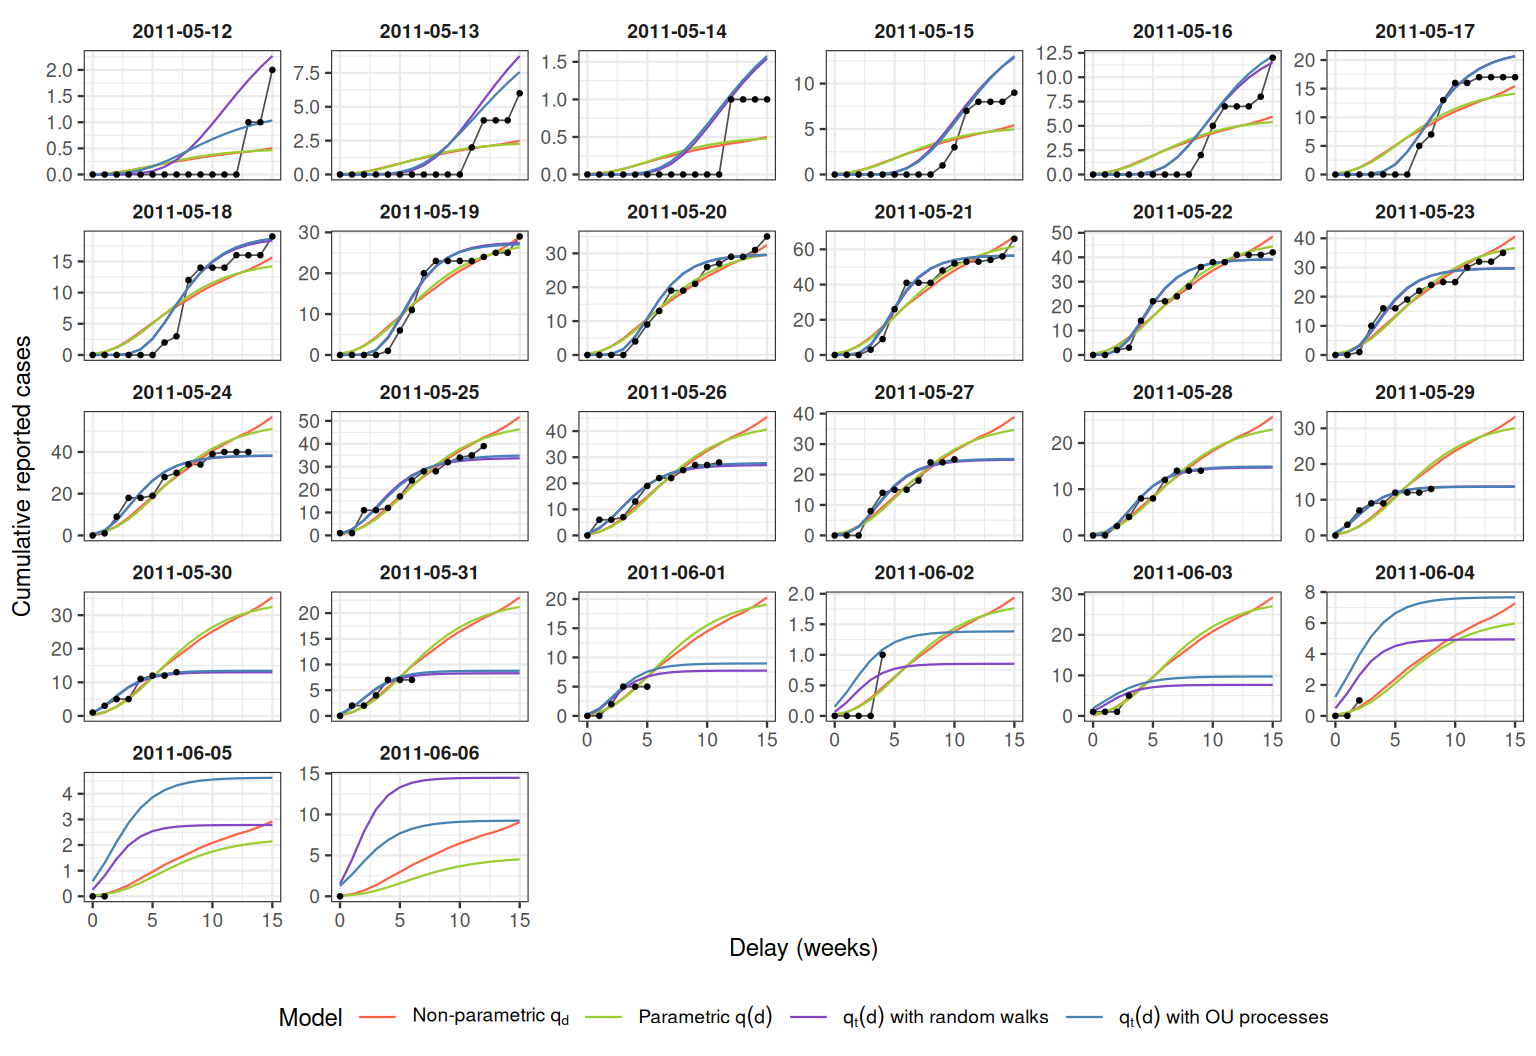 2011-05-12 2011-05-13 2011-05-14 2011-05-15 2011-05-16 2011-05-17
2.0 1.5 1.0 0.5 0.0
7.5 5.0 2.5 0.0
1.5 1.0 0.5 0.0
10 5 0
12.5 10.0 7.5 5.0 2.5 0.0
20 15 10 5 0
2011-05-18 2011-05-19 2011-05-20 2011-05-21 2011-05-22 2011-05-23
15 10 5 0
30 20 10 0
30 20 10 0
60 40 20 0
50 40 30 20 10 0
40 30 20 10 0
2011-05-24 2011-05-25 2011-05-26 2011-05-27 2011-05-28 2011-05-29
40 20 0
50 40 30 20 10 0
40 30 20 10 0
40 30 20 10 0
20 10 0
30 20 10 0
2011-05-30 2011-05-31 2011-06-01 2011-06-02 2011-06-03 2011-06-04
30 20 10 0
20 15 10 5 0
20 15 10 5 0
2.0 1.5 1.0 0.5 0.0
30 20 10 0
8 6 4 2 0
0 5 10 15 0 5 10 15 0 5 10 15 0 5 10 15
2011-06-05 2011-06-06
4 3 2 1 0
15 10 5 0
0 5 10 15 0 5 10 15
Cumulative reported cases
Delay (weeks)
Model Non-parametric qd Parametric q(d) qt(d) with random walks qt(d) with OU processes